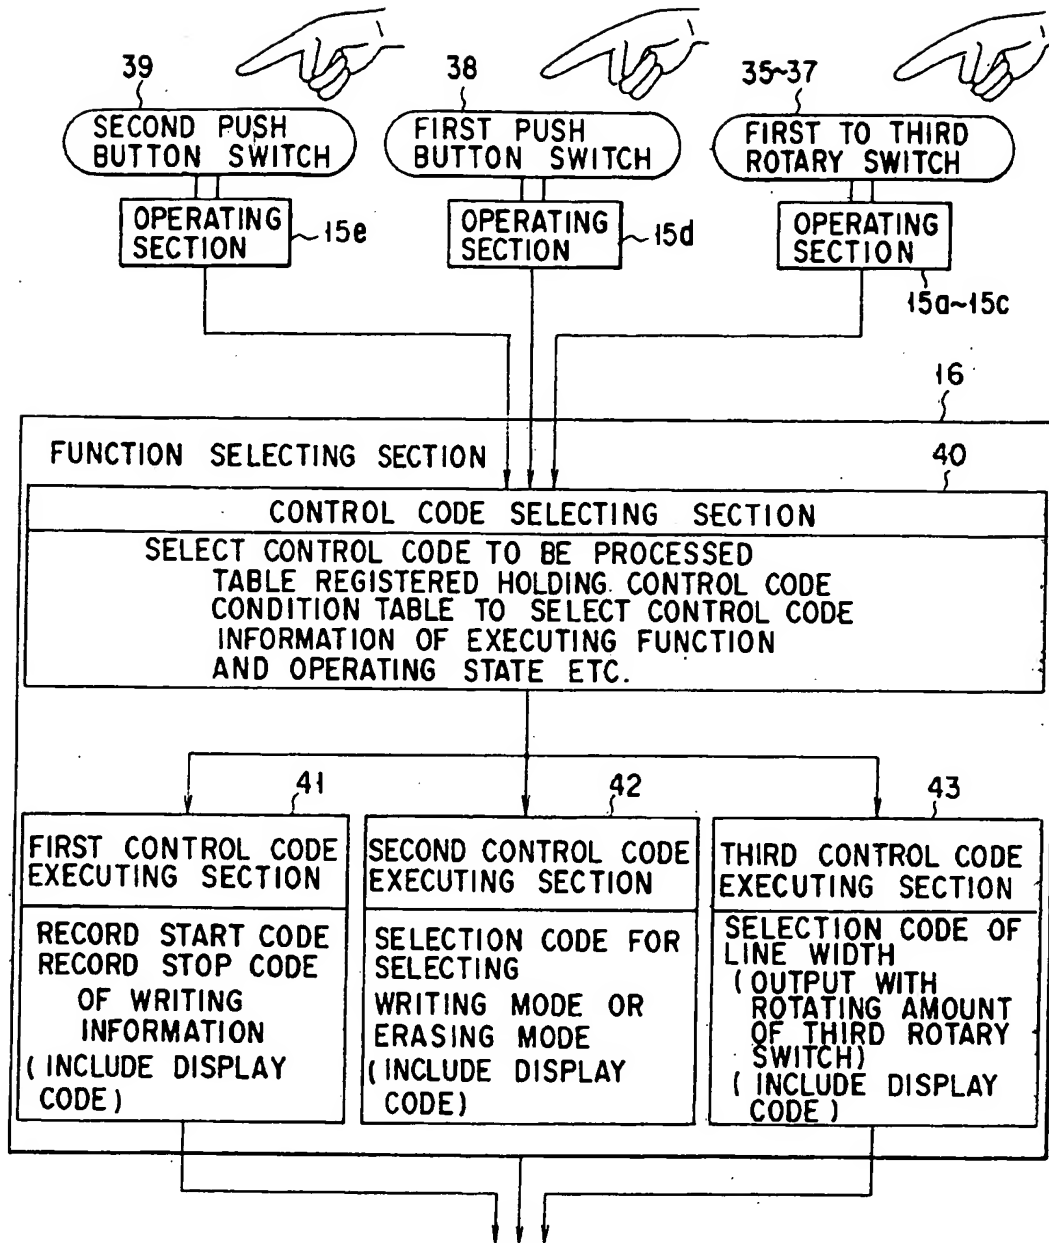 39
38
35~37
SECOND PUSH
BUTTON SWITCH
FIRST PUSH
BUTTON SWITCH
FIRST TO THIRD
ROTARY SWITCH
OPERATING
SECTION
15e
OPERATING
SECTION
15d
OPERATING
SECTION
15a~15c
16
FUNCTION SELECTING SECTION
40
CONTROL CODE SELECTING SECTION
SELECT CONTROL CODE TO BE PROCESSED
TABLE REGISTERED HOLDING CONTROL CODE
CONDITION TABLE TO SELECT CONTROL CODE
INFORMATION OF EXECUTING FUNCTION
AND OPERATING STATE ETC.
41
42
43
FIRST CONTROL CODE
EXECUTING SECTION
RECORD START CODE
RECORD STOP CODE
OF WRITING
INFORMATION
(INCLUDE DISPLAY
CODE)
SECOND CONTROL CODE
EXECUTING SECTION
SELECTION CODE FOR
SELECTING
WRITING MODE OR
ERASING MODE
(INCLUDE DISPLAY
CODE)
THIRD CONTROL CODE
EXECUTING SECTION
SELECTION CODE OF
LINE WIDTH
(OUTPUT WITH
ROTATING AMOUNT
OF THIRD ROTARY
SWITCH)
(INCLUDE DISPLAY
CODE)